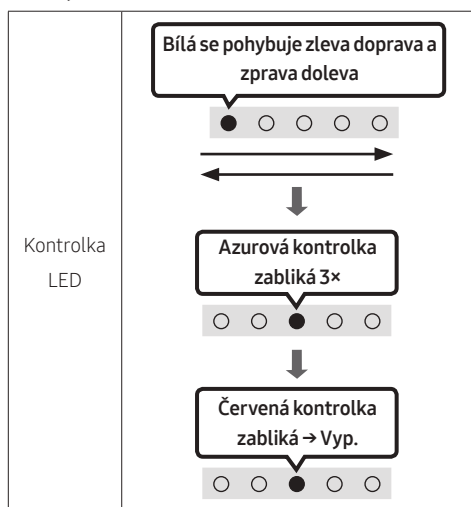 Bílá se pohybuje zleva doprava a
zprava doleva
Kontrolka
LED
Azurová kontrolka
zabliká 3×
Červená kontrolka
zabliká → Vyp.